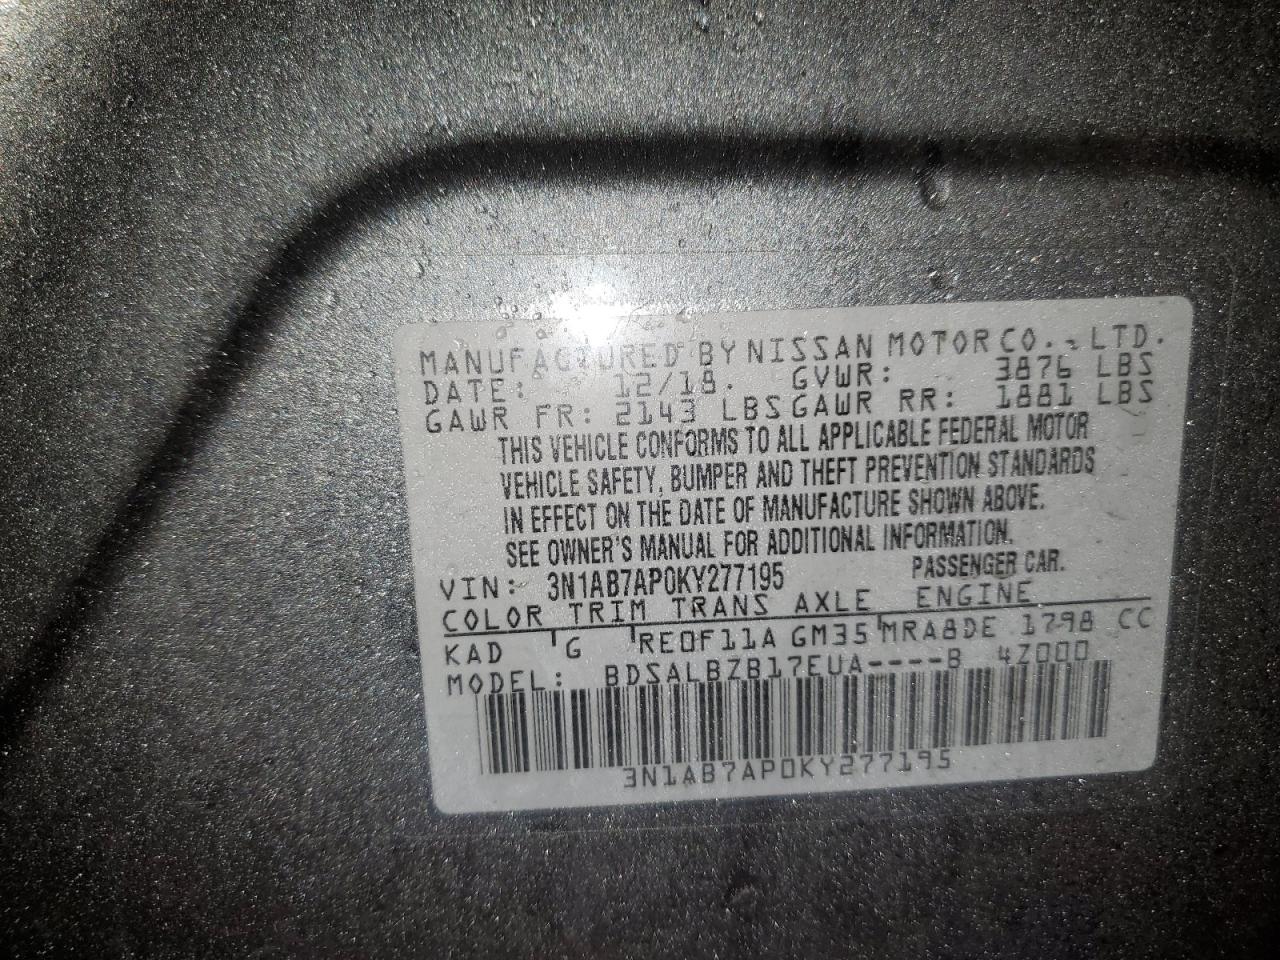 MANUFACTURED BY NISSAN MOTOR CO., LTD.
DATE: 12/18. GVWR: 3876 LBS
GAWR FR: 2143 LBS GAWR RR: 1881 LBS
THIS VEHICLE CONFORMS TO ALL APPLICABLE FEDERAL MOTOR
VEHICLE SAFETY, BUMPER AND THEFT PREVENTION STANDARDS
IN EFFECT ON THE DATE OF MANUFACTURE SHOWN ABOVE.
SEE OWNER'S MANUAL FOR ADDITIONAL INFORMATION.
VIN: 3N1AB7AP0KY277195 PASSENGER CAR.
COLOR TRIM TRANS AXLE ENGINE
KAD G RE0F11A GM35 MRA8DE 1798 CC
MODEL: BDSALBZB17EUA----B 4Z000
3N1AB7AP0KY277195